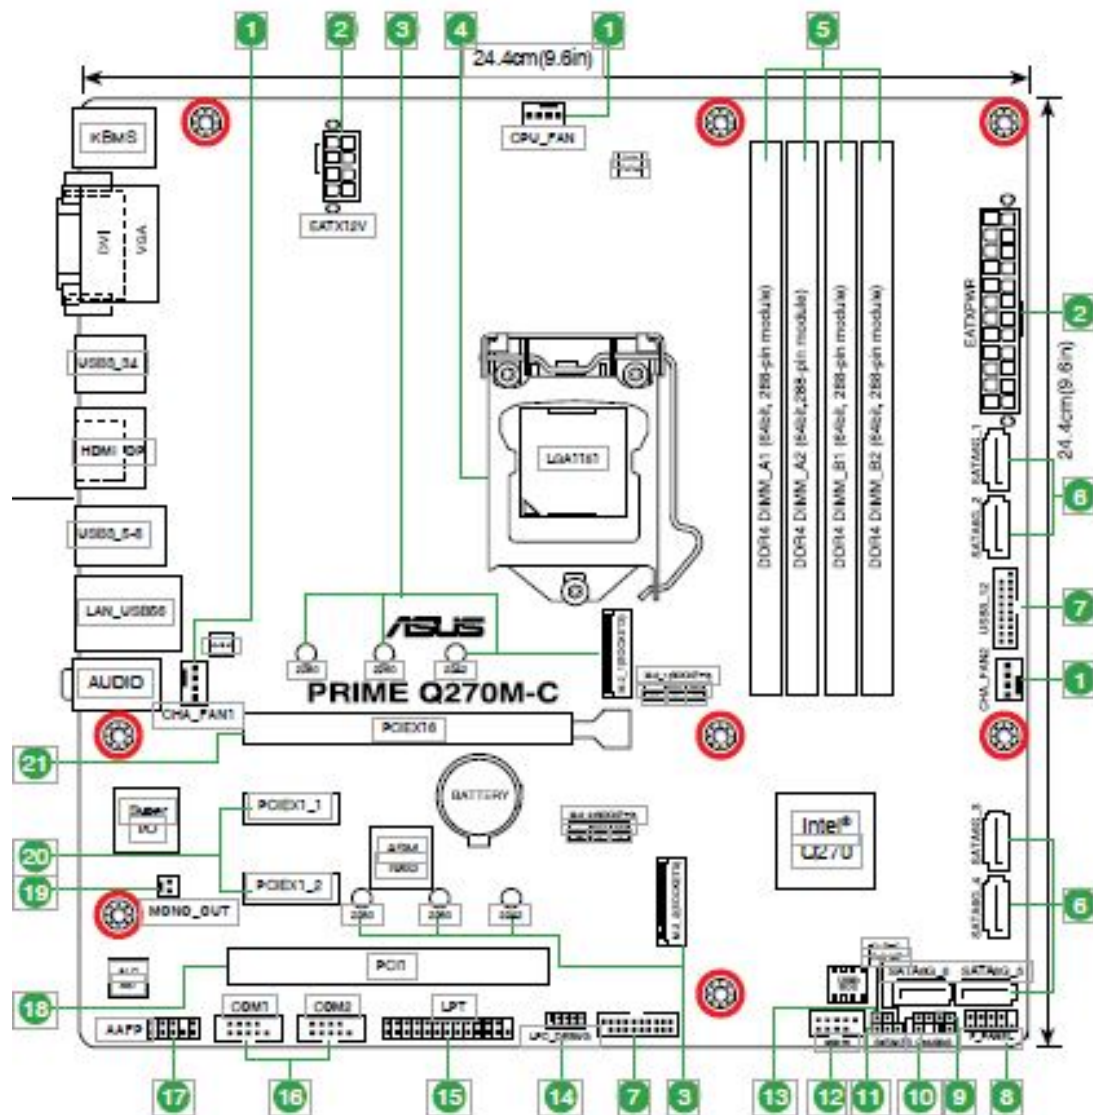 1
2
3
4
1
5
24.4cm(9.6in)
KBMS
CPU_FAN
EATX12V
DVI
VGA
EATXPWR
2
24.4cm(9.6in)
USB3_34
HDMI DP
LGA1151
DDR4 DIMM_A1 (64bit, 288-pin module)
DDR4 DIMM_A2 (64bit, 288-pin module)
DDR4 DIMM_B1 (64bit, 288-pin module)
DDR4 DIMM_B2 (64bit, 288-pin module)
SATA6G_1
SATA6G_2
6
USB3_5-6
LAN_USB56
USB3_12
7
ASUS
AUDIO
CHA_FAN1
PRIME Q270M-C
CHA_FAN2
1
PCIEX16
21
BATTERY
Super
I/O
PCIEX1_1
20
Intel®
Q270
SATA6G_3
SATA6G_4
6
PCIEX1_2
19
MONO_OUT
PCI1
18
SATA6G_6
SATA6G_5
AAFP
COM1
COM2
LPT
LPC_DEBUG
F_PANEL
17
16
15
14
7
3
13
12
11
10
9
8